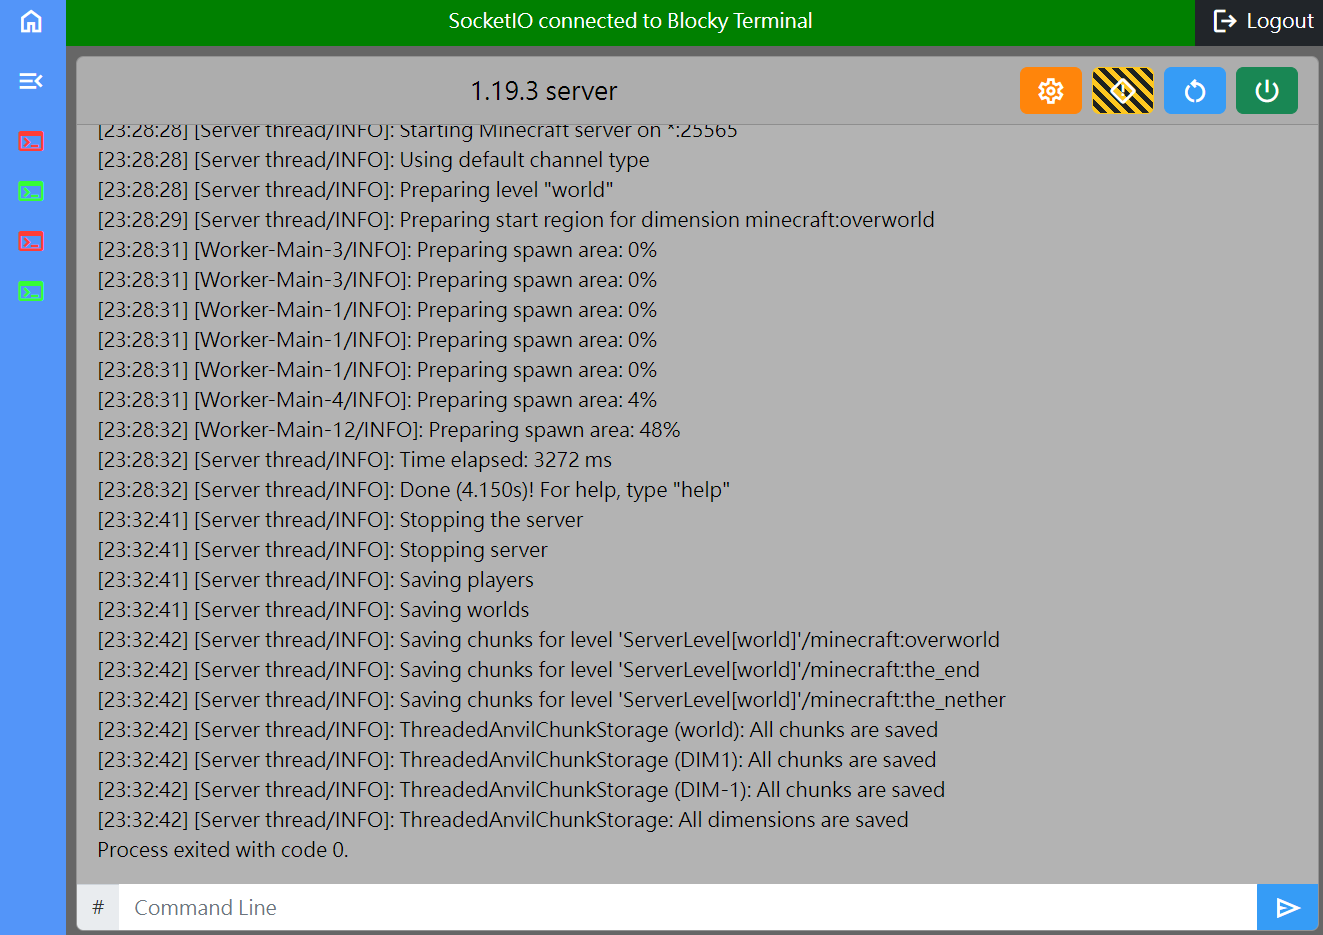 SocketIO connected to Blocky Terminal
Logout
1.19.3 server
[23:28:28] [Server thread/INFO]: Starting Minecraft server on *:25565
[23:28:28] [Server thread/INFO]: Using default channel type
[23:28:28] [Server thread/INFO]: Preparing level "world"
[23:28:29] [Server thread/INFO]: Preparing start region for dimension minecraft:overworld
[23:28:31] [Worker-Main-3/INFO]: Preparing spawn area: 0%
[23:28:31] [Worker-Main-3/INFO]: Preparing spawn area: 0%
[23:28:31] [Worker-Main-1/INFO]: Preparing spawn area: 0%
[23:28:31] [Worker-Main-1/INFO]: Preparing spawn area: 0%
[23:28:31] [Worker-Main-1/INFO]: Preparing spawn area: 0%
[23:28:31] [Worker-Main-4/INFO]: Preparing spawn area: 4%
[23:28:32] [Worker-Main-12/INFO]: Preparing spawn area: 48%
[23:28:32] [Server thread/INFO]: Time elapsed: 3272 ms
[23:28:32] [Server thread/INFO]: Done (4.150s)! For help, type "help"
[23:32:41] [Server thread/INFO]: Stopping the server
[23:32:41] [Server thread/INFO]: Stopping server
[23:32:41] [Server thread/INFO]: Saving players
[23:32:41] [Server thread/INFO]: Saving worlds
[23:32:42] [Server thread/INFO]: Saving chunks for level 'ServerLevel[world]'/minecraft:overworld
[23:32:42] [Server thread/INFO]: Saving chunks for level 'ServerLevel[world]'/minecraft:the_end
[23:32:42] [Server thread/INFO]: Saving chunks for level 'ServerLevel[world]'/minecraft:the_nether
[23:32:42] [Server thread/INFO]: ThreadedAnvilChunkStorage (world): All chunks are saved
[23:32:42] [Server thread/INFO]: ThreadedAnvilChunkStorage (DIM1): All chunks are saved
[23:32:42] [Server thread/INFO]: ThreadedAnvilChunkStorage (DIM-1): All chunks are saved
[23:32:42] [Server thread/INFO]: ThreadedAnvilChunkStorage: All dimensions are saved
Process exited with code 0.
# Command Line